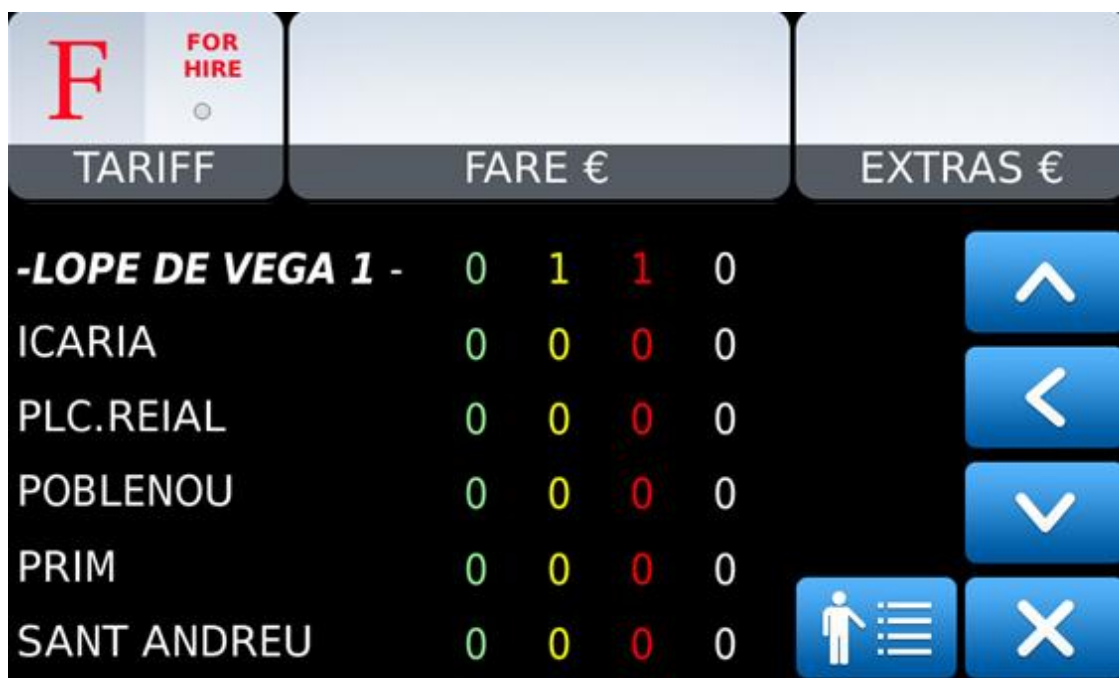 F FOR
HIRE
TARIFF FARE € EXTRAS €
-LOPE DE VEGA 1 - 0 1 1 0
ICARIA 0 0 0 0
PLC.REIAL 0 0 0 0
POBLENOU 0 0 0 0
PRIM 0 0 0 0
SANT ANDREU 0 0 0 0